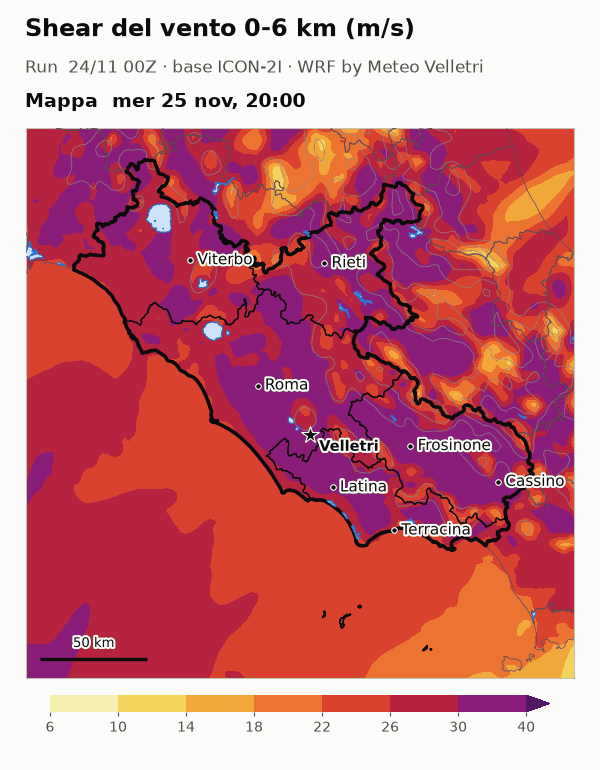 Shear del vento 0-6 km (m/s)
Run 24/11 00Z · base ICON-2I · WRF by Meteo Velletri
Mappa mer 25 nov, 20:00
Viterbo
Rieti
Roma
Velletri
Frosinone
Latina
Cassino
Terracina
50 km
6 10 14 18 22 26 30 40